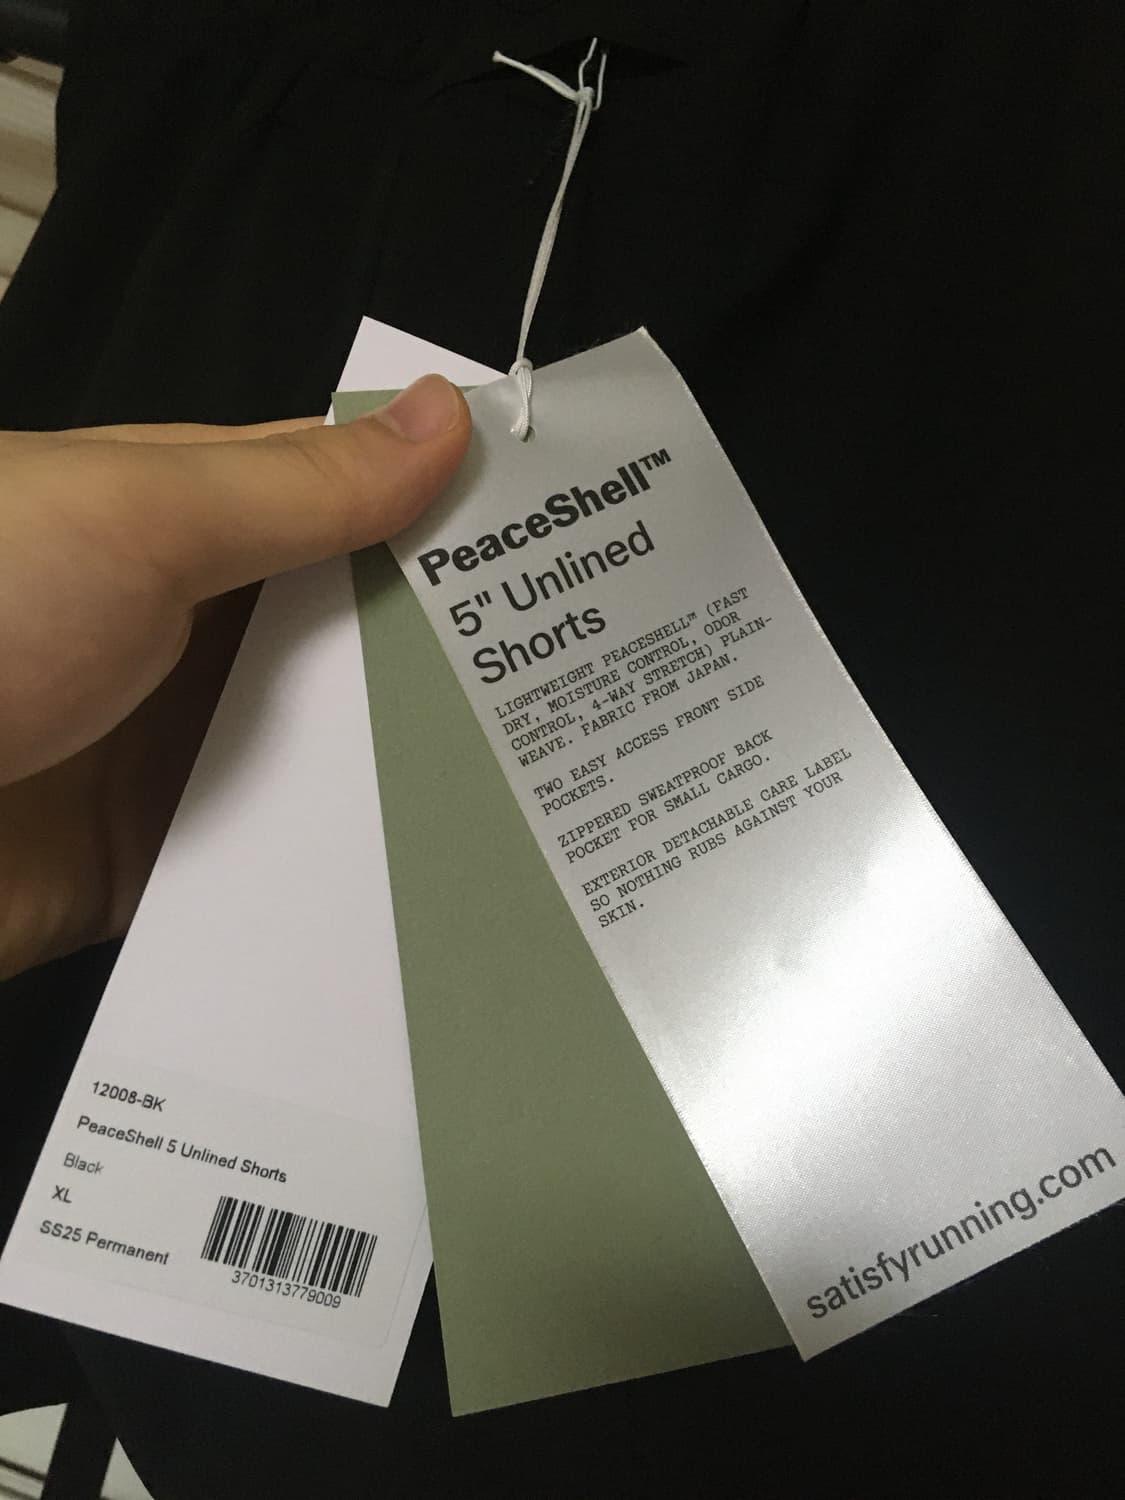 PeaceShell™
5" Unlined
Shorts
LIGHTWEIGHT PEACESHELL™ (FAST
DRY, MOISTURE CONTROL, ODOR
CONTROL, 4-WAY STRETCH) PLAIN-
WEAVE. FABRIC FROM JAPAN.
TWO EASY ACCESS FRONT SIDE
POCKETS.
ZIPPERED SWEATPROOF BACK
POCKET FOR SMALL CARGO.
EXTERIOR DETACHABLE CARE LABEL
SO NOTHING RUBS AGAINST YOUR
SKIN.
satisfyrunning.com
12008-BK
PeaceShell 5 Unlined Shorts
Black
XL
SS25 Permanent
3701313779009